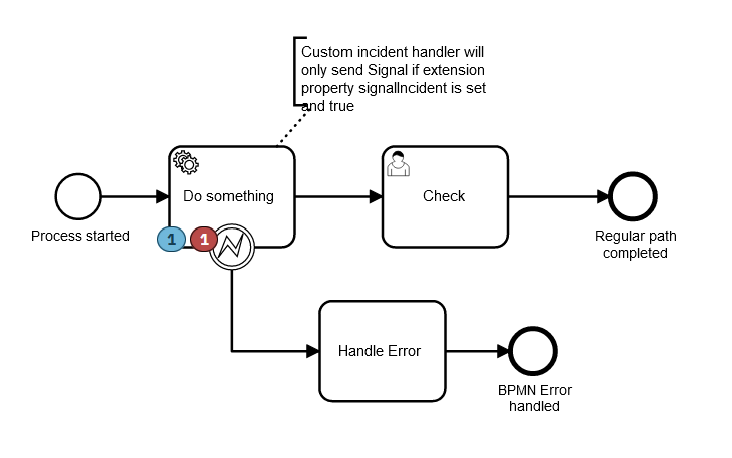 Custom incident handler will
only send Signal if extension
property signalIncident is set
and true
Do something
Check
Process started
1
1
Regular path
completed
Handle Error
BPMN Error
handled